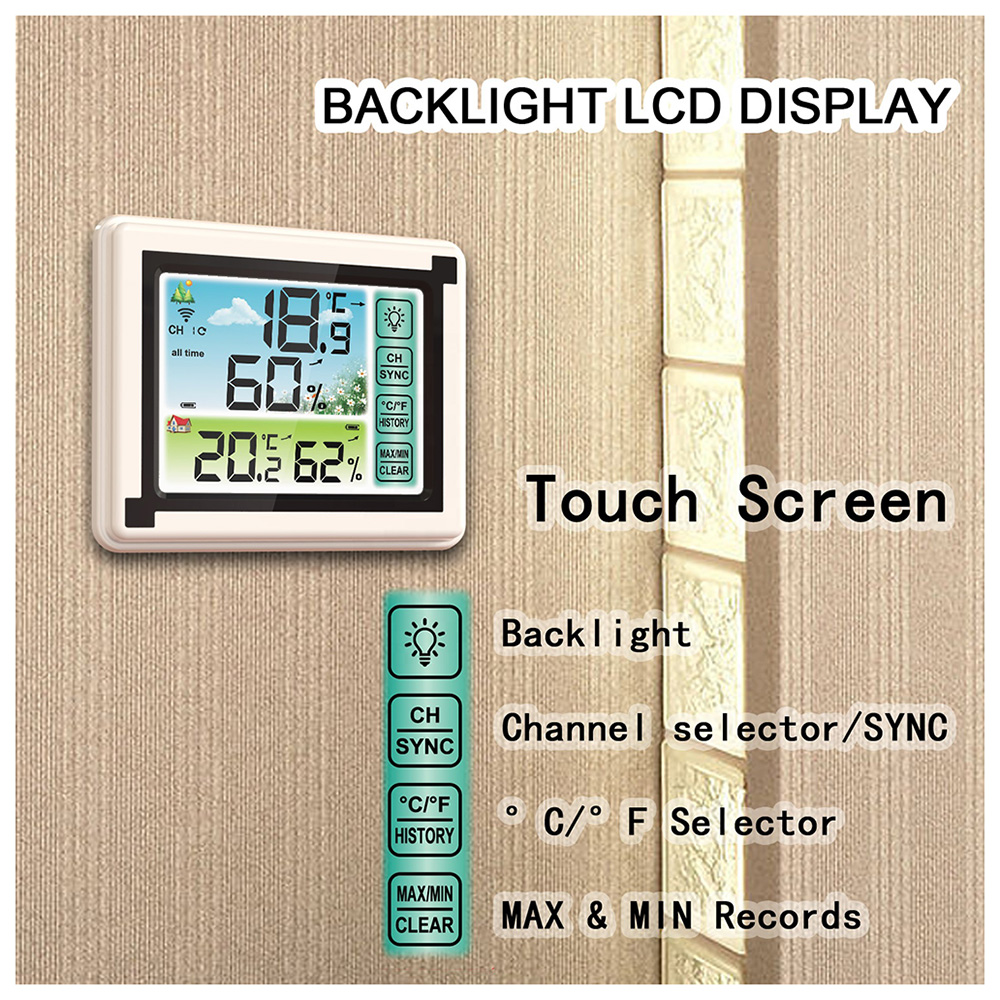 BACKLIGHT LCD DISPLAY
18.9 °C
CH 1
all time
60%
20.2 °C 62%
CH
SYNC
°C/°F
HISTORY
MAX/MIN
CLEAR
Touch Screen
Backlight
CH
SYNC
Channel selector/SYNC
°C/°F
HISTORY
° C/° F Selector
MAX/MIN
CLEAR
MAX & MIN Records